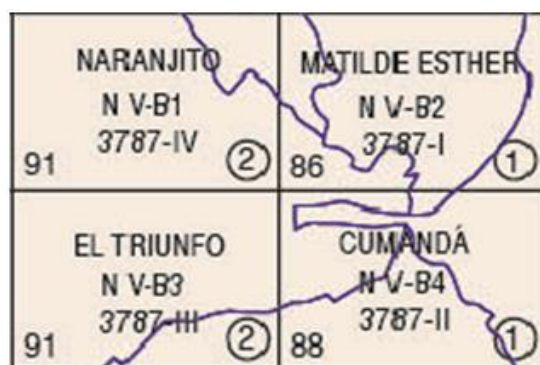 NARANJITO
N V-B1
3787-IV
91 2
MATILDE ESTHER
N V-B2
3787-I
86 1
EL TRIUNFO
N V-B3
3787-III
91 2
CUMANDÁ
N V-B4
3787-II
88 1